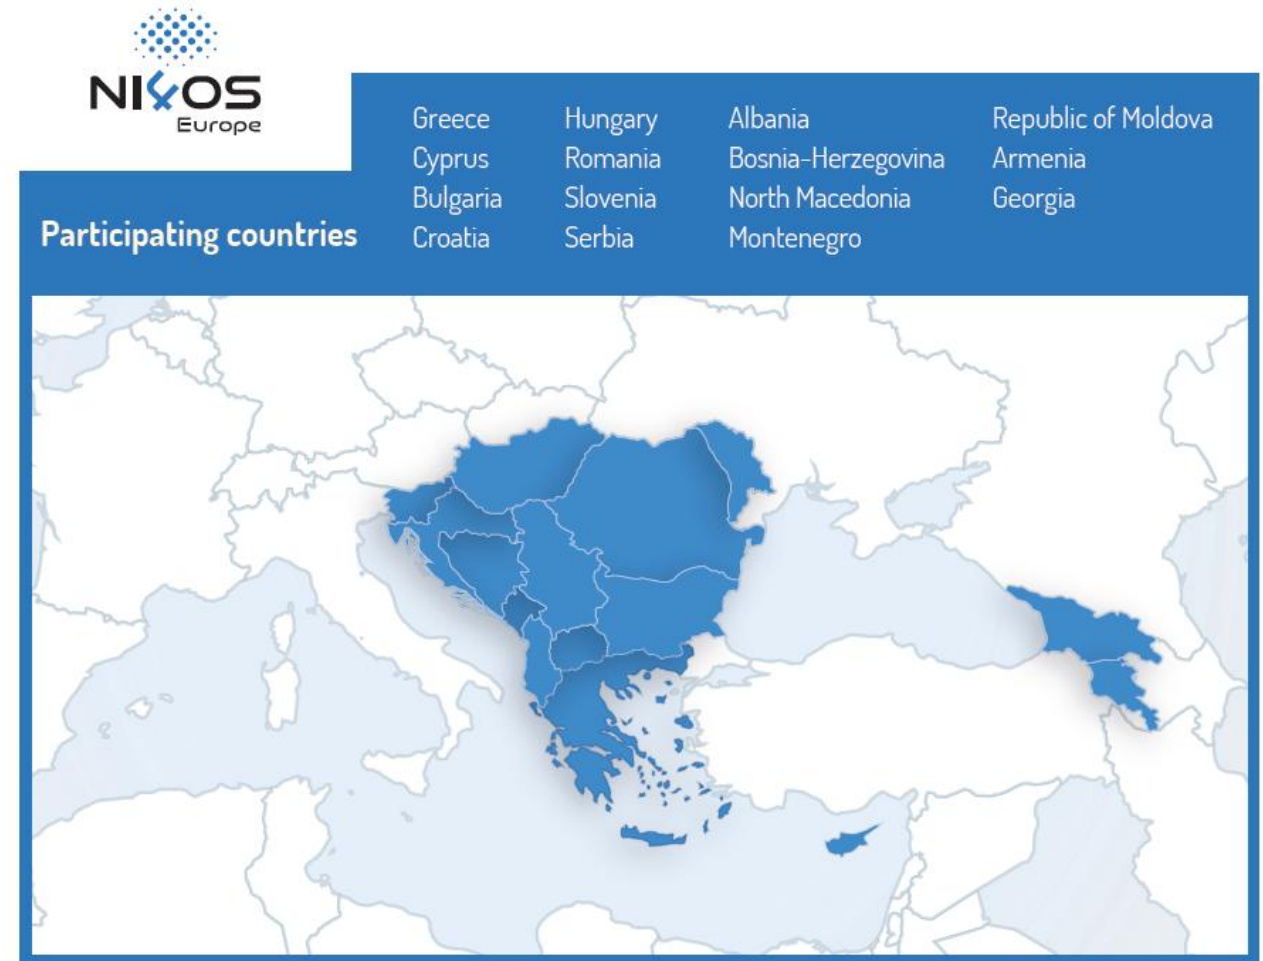 NI4OS
Europe
Participating countries
Greece
Cyprus
Bulgaria
Croatia
Hungary
Romania
Slovenia
Serbia
Albania
Bosnia-Herzegovina
North Macedonia
Montenegro
Republic of Moldova
Armenia
Georgia